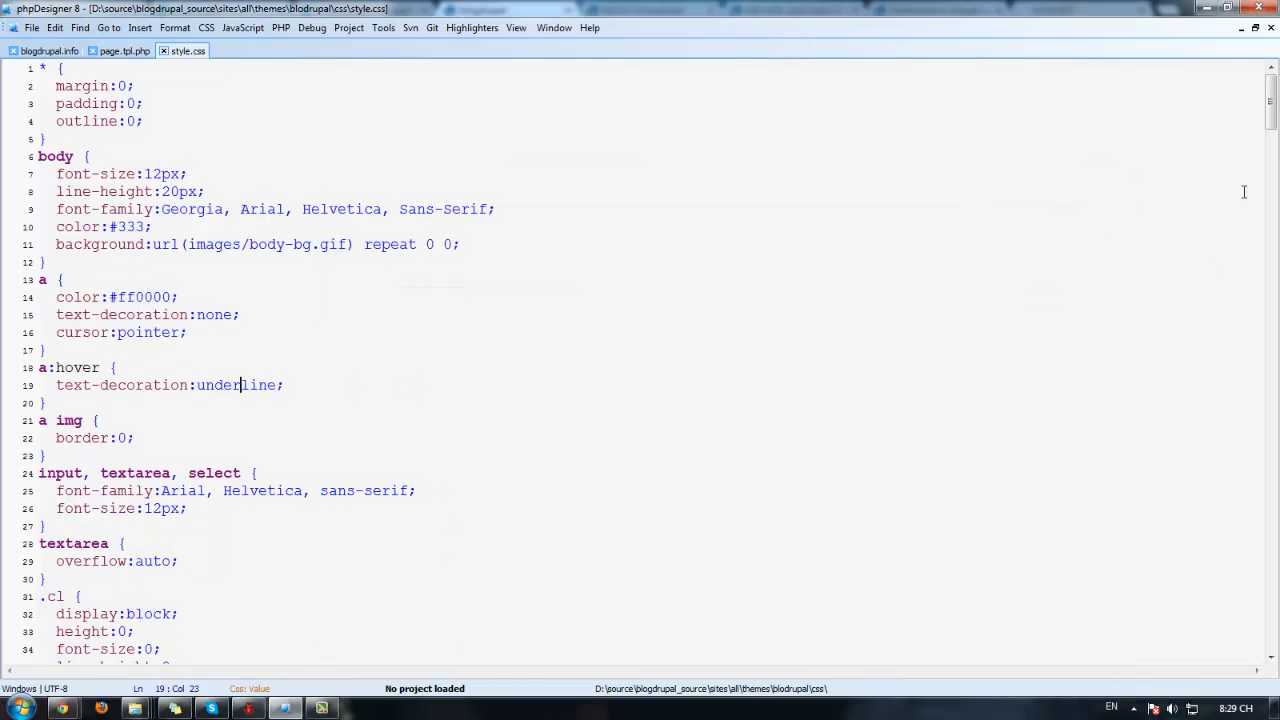 phpDesigner 8 - [D:\source\blogdrupal_source\sites\all\themes\blodrupal\css\style.css]
File Edit Find Go to Insert Format CSS JavaScript PHP Debug Project Tools Svn Git Highlighters View Window Help
blogdrupal.info page.tpl.php style.css
1 * {
2 margin:0;
3 padding:0;
4 outline:0;
5 }
6 body {
7 font-size:12px;
8 line-height:20px;
9 font-family:Georgia, Arial, Helvetica, Sans-Serif;
10 color:#333;
11 background:url(images/body-bg.gif) repeat 0 0;
12 }
13 a {
14 color:#ff0000;
15 text-decoration:none;
16 cursor:pointer;
17 }
18 a:hover {
19 text-decoration:underline;
20 }
21 a img {
22 border:0;
23 }
24 input, textarea, select {
25 font-family:Arial, Helvetica, sans-serif;
26 font-size:12px;
27 }
28 textarea {
29 overflow:auto;
30 }
31 .cl {
32 display:block;
33 height:0;
34 font-size:0;
Windows / UTF-8 Ln 19 : Col 23 Css: Value No project loaded D:\source\blogdrupal_source\sites\all\themes\blodrupal\css\
EN 8:29 CH